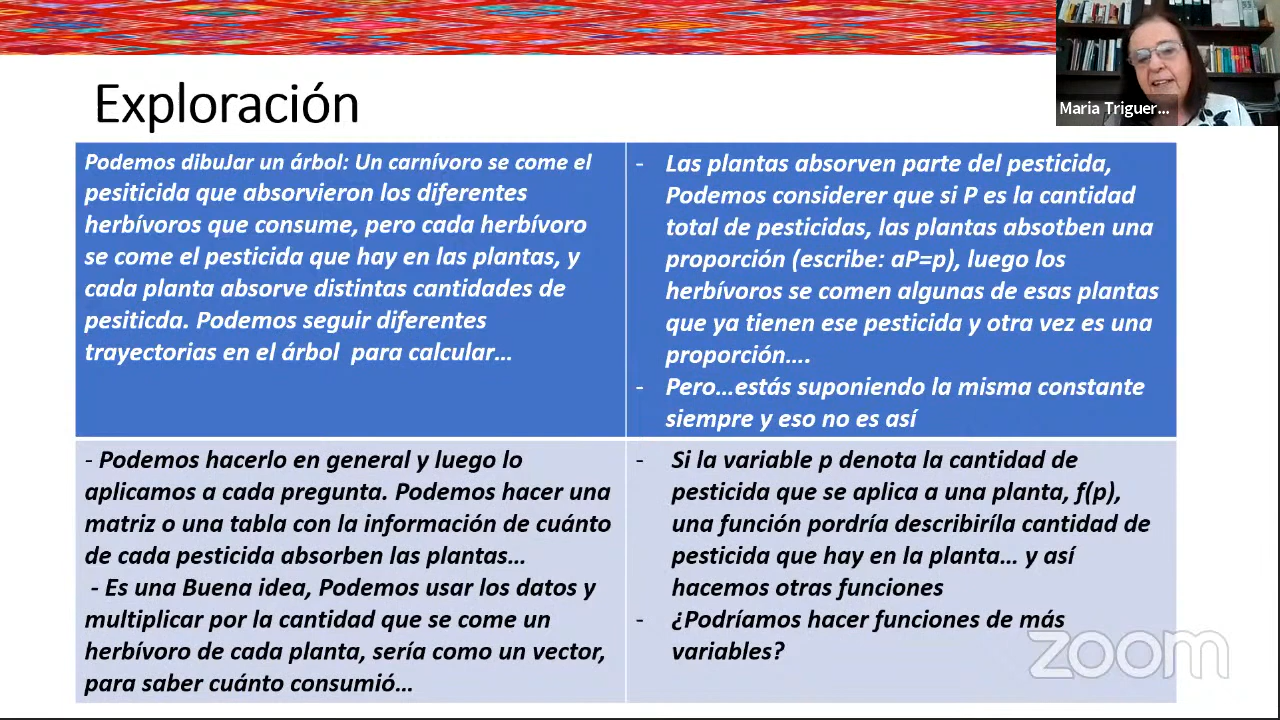 Exploración
Maria Triguer...
Podemos dibuJar un árbol: Un carnívoro se come el
pesiticida que absorvieron los diferentes
herbívoros que consume, pero cada herbívoro
se come el pesticida que hay en las plantas, y
cada planta absorve distintas cantidades de
pesiticda. Podemos seguir diferentes
trayectorias en el árbol para calcular...
- Las plantas absorven parte del pesticida,
Podemos considerer que si P es la cantidad
total de pesticidas, las plantas absotben una
proporción (escribe: aP=p), luego los
herbívoros se comen algunas de esas plantas
que ya tienen ese pesticida y otra vez es una
proporción....
- Pero...estás suponiendo la misma constante
siempre y eso no es así
- Podemos hacerlo en general y luego lo
aplicamos a cada pregunta. Podemos hacer una
matriz o una tabla con la información de cuánto
de cada pesticida absorben las plantas...
- Es una Buena idea, Podemos usar los datos y
multiplicar por la cantidad que se come un
herbívoro de cada planta, sería como un vector,
para saber cuánto consumió...
- Si la variable p denota la cantidad de
pesticida que se aplica a una planta, f(p),
una función pordría describiríla cantidad de
pesticida que hay en la planta... y así
hacemos otras funciones
- ¿Podríamos hacer funciones de más
variables?
zoom